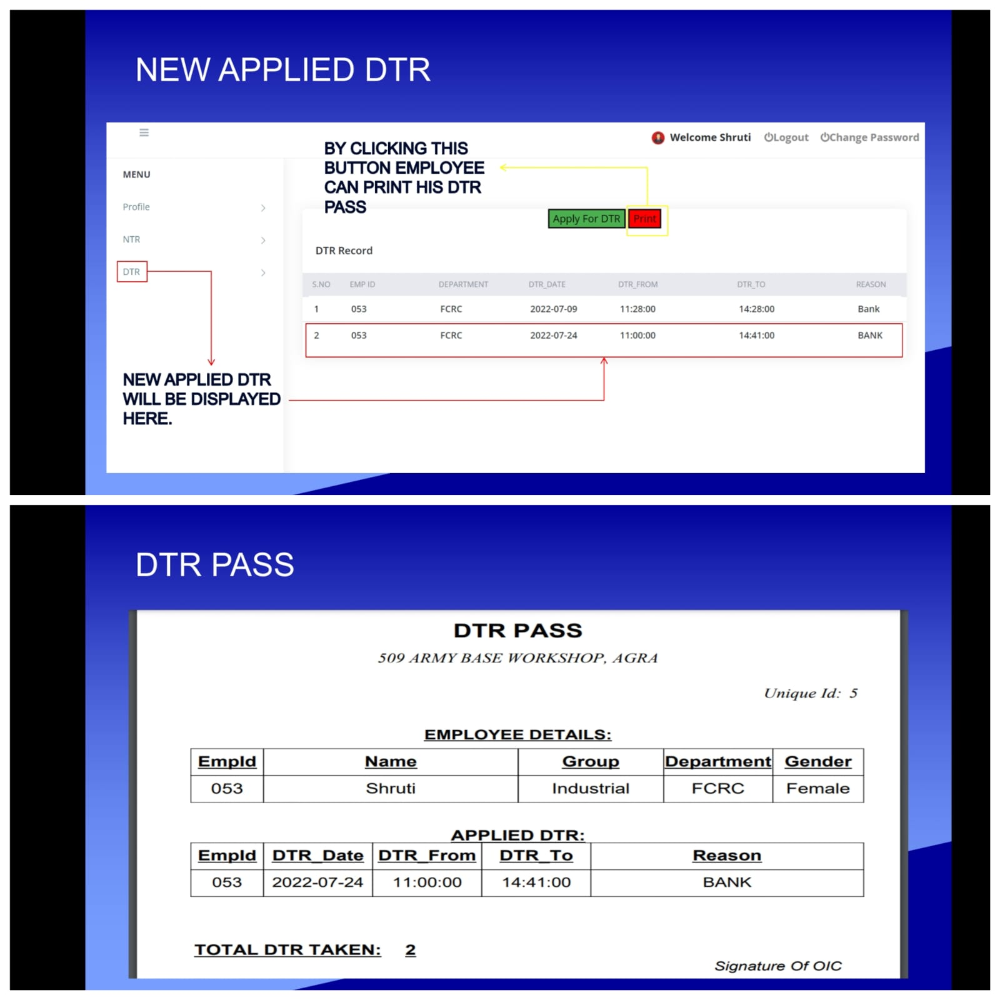 NEW APPLIED DTR
Welcome Shruti Logout Change Password
BY CLICKING THIS
BUTTON EMPLOYEE
CAN PRINT HIS DTR
PASS
MENU
Profile
NTR
DTR
Apply For DTR Print
DTR Record
S.NO EMP ID DEPARTMENT DTR_DATE DTR_FROM DTR_TO REASON
1 053 FCRC 2022-07-09 11:28:00 14:28:00 Bank
2 053 FCRC 2022-07-24 11:00:00 14:41:00 BANK
NEW APPLIED DTR
WILL BE DISPLAYED
HERE.
DTR PASS
DTR PASS
509 ARMY BASE WORKSHOP, AGRA
Unique Id: 5
EMPLOYEE DETAILS:
EmpId Name Group Department Gender
053 Shruti Industrial FCRC Female
APPLIED DTR:
EmpId DTR_Date DTR_From DTR_To Reason
053 2022-07-24 11:00:00 14:41:00 BANK
TOTAL DTR TAKEN: 2
Signature Of OIC